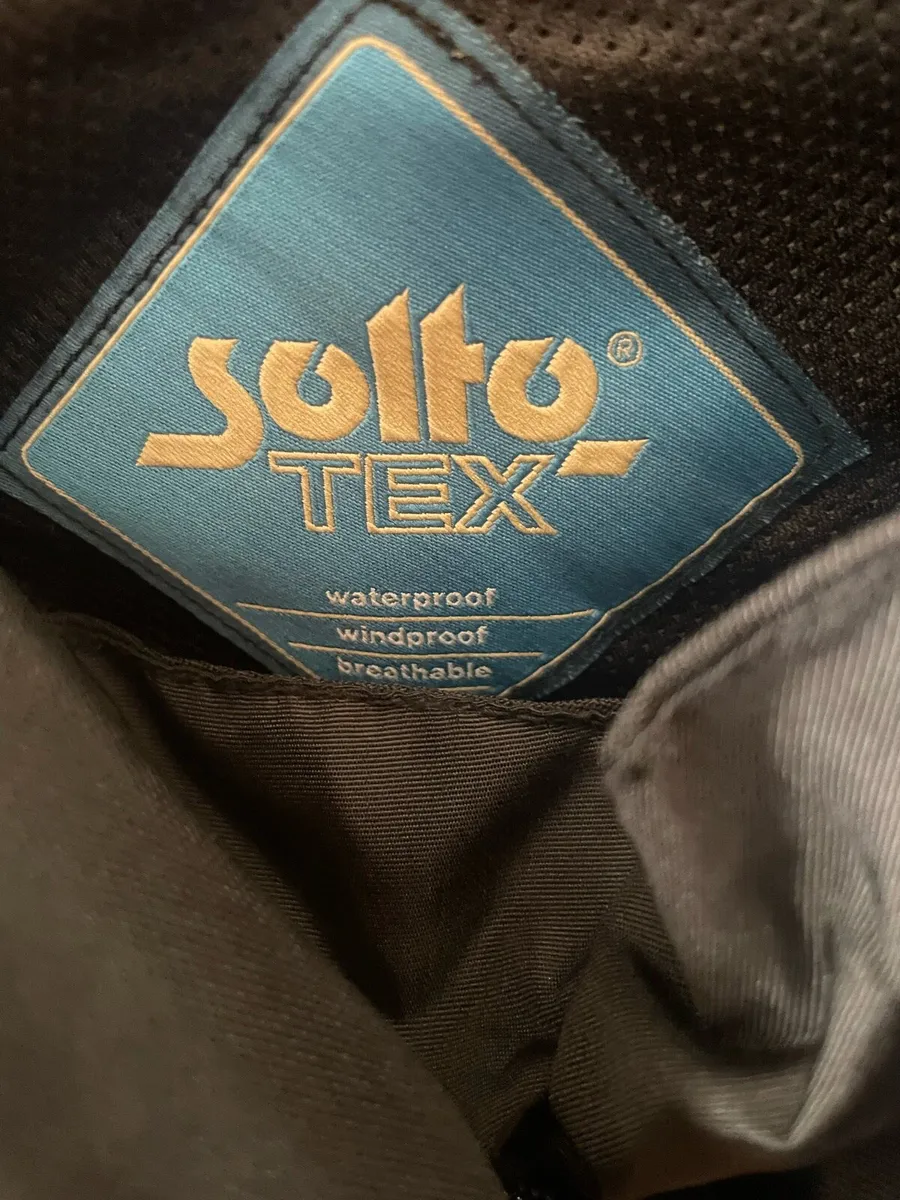 Solto®
TEX
waterproof
windproof
breathable